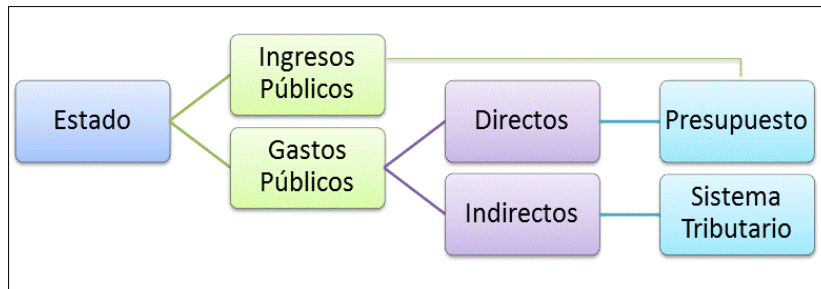 Ingresos
Públicos
Estado
Directos
Presupuesto
Gastos
Públicos
Indirectos
Sistema
Tributario